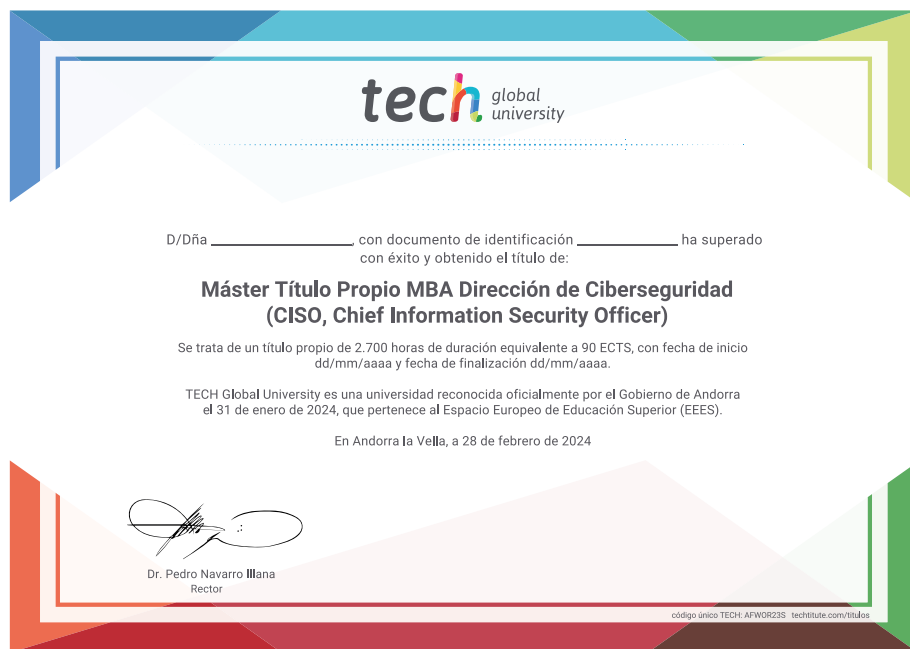 tech global university
D/Dña ____________________, con documento de identificación ______________ ha superado
con éxito y obtenido el título de:
Máster Título Propio MBA Dirección de Ciberseguridad
(CISO, Chief Information Security Officer)
Se trata de un título propio de 2.700 horas de duración equivalente a 90 ECTS, con fecha de inicio
dd/mm/aaaa y fecha de finalización dd/mm/aaaa.
TECH Global University es una universidad reconocida oficialmente por el Gobierno de Andorra
el 31 de enero de 2024, que pertenece al Espacio Europeo de Educación Superior (EEES).
En Andorra la Vella, a 28 de febrero de 2024
Dr. Pedro Navarro Illana
Rector
código único TECH: AFWOR23S techtitute.com/titulos